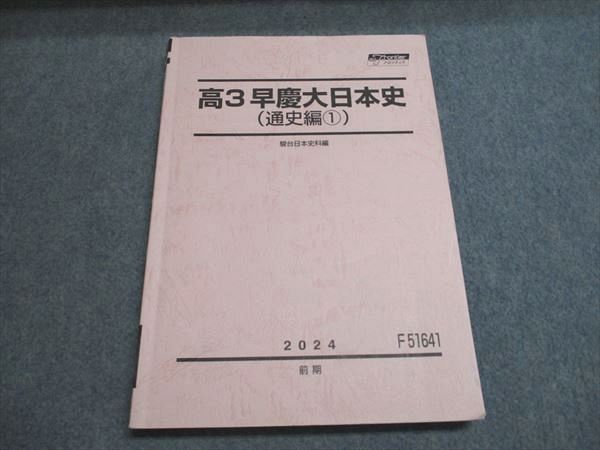 Frontier
高3早慶大日本史
(通史編①)
駿台日本史科編
2024
F51641
前期